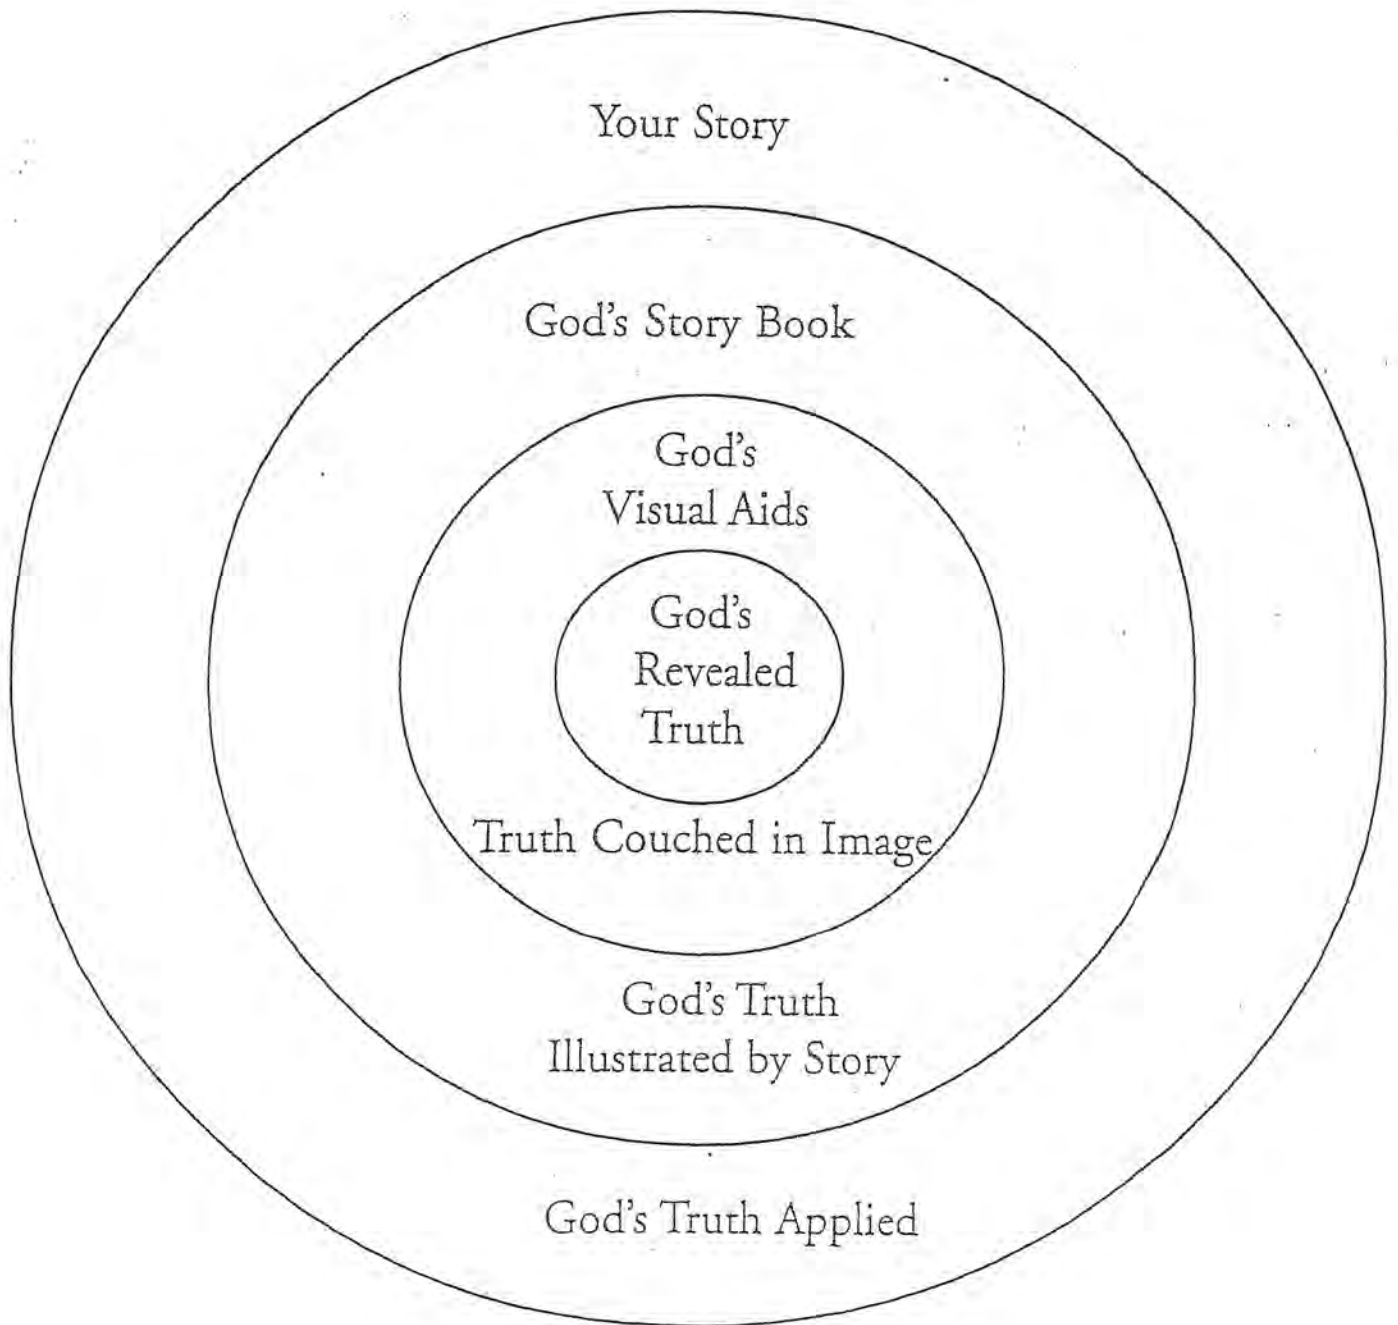 Your Story
God's Story Book
God's
Visual Aids
God's
Revealed
Truth
Truth Couched in Image
God's Truth
Illustrated by Story
God's Truth Applied